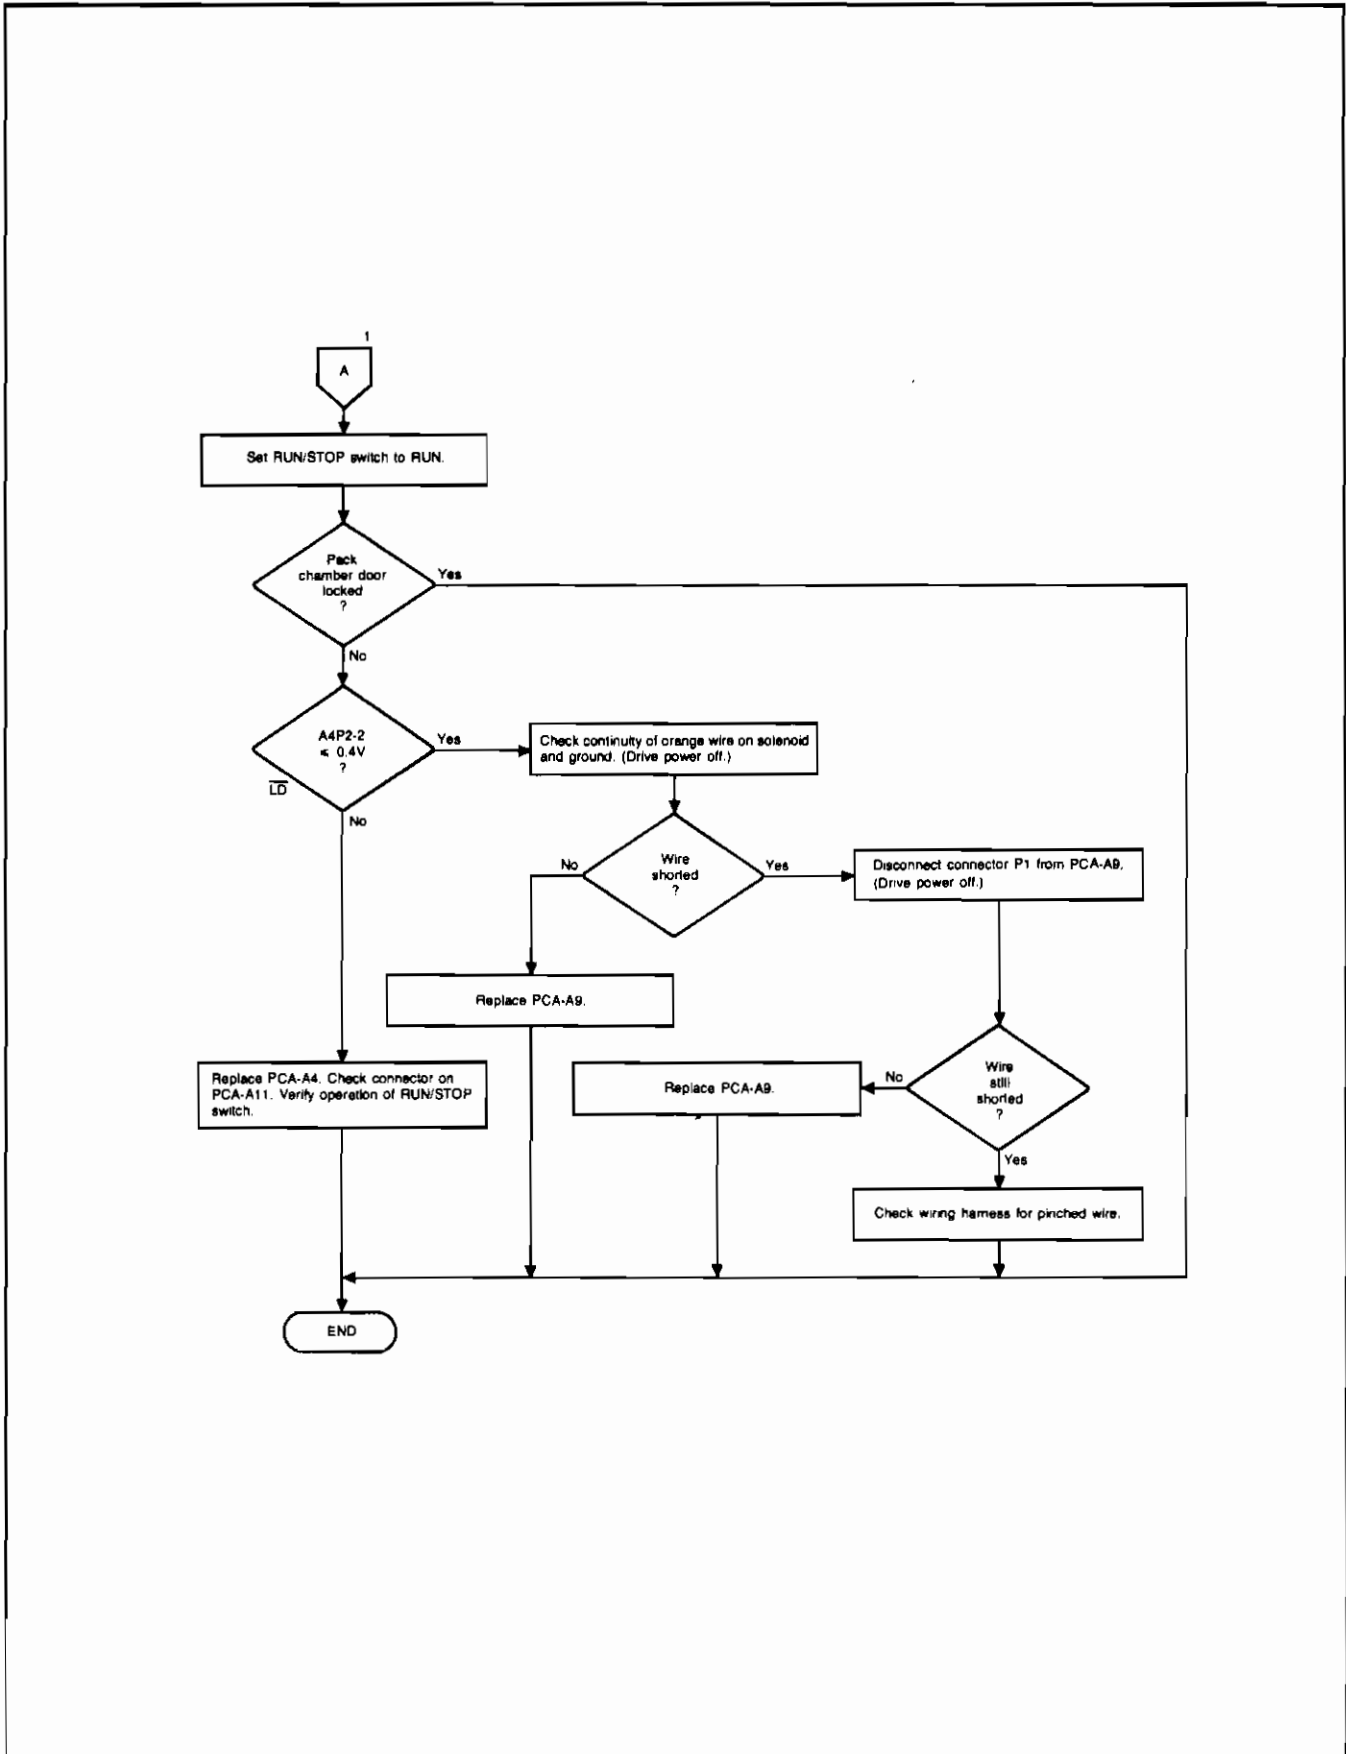 1
A
Set RUN/STOP switch to RUN.
Pack
chamber door
locked
?
Yes
No
A4P2-2
≤ 0.4V
?
Yes
LD
No
Check continuity of orange wire on solenoid
and ground. (Drive power off.)
Wire
shorted
?
No
Yes
Disconnect connector P1 from PCA-A9.
(Drive power off.)
Replace PCA-A9.
Wire
still
shorted
?
No
Yes
Replace PCA-A9.
Replace PCA-A4. Check connector on
PCA-A11. Verify operation of RUN/STOP
switch.
Check wiring harness for pinched wire.
END